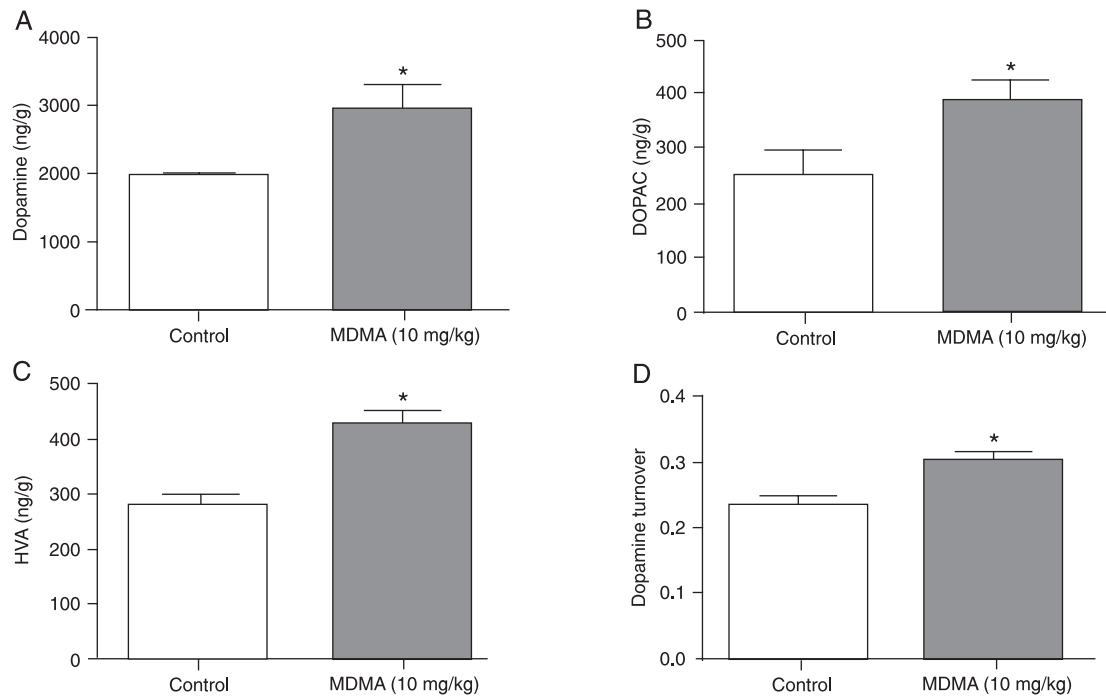 A
Dopamine (ng/g)
4000
3000
2000
1000
0
*
Control
MDMA (10 mg/kg)
B
DOPAC (ng/g)
500
400
300
200
100
0
*
Control
MDMA (10 mg/kg)
C
HVA (ng/g)
500
400
300
200
100
0
*
Control
MDMA (10 mg/kg)
D
Dopamine turnover
0.4
0.3
0.2
0.1
0.0
*
Control
MDMA (10 mg/kg)